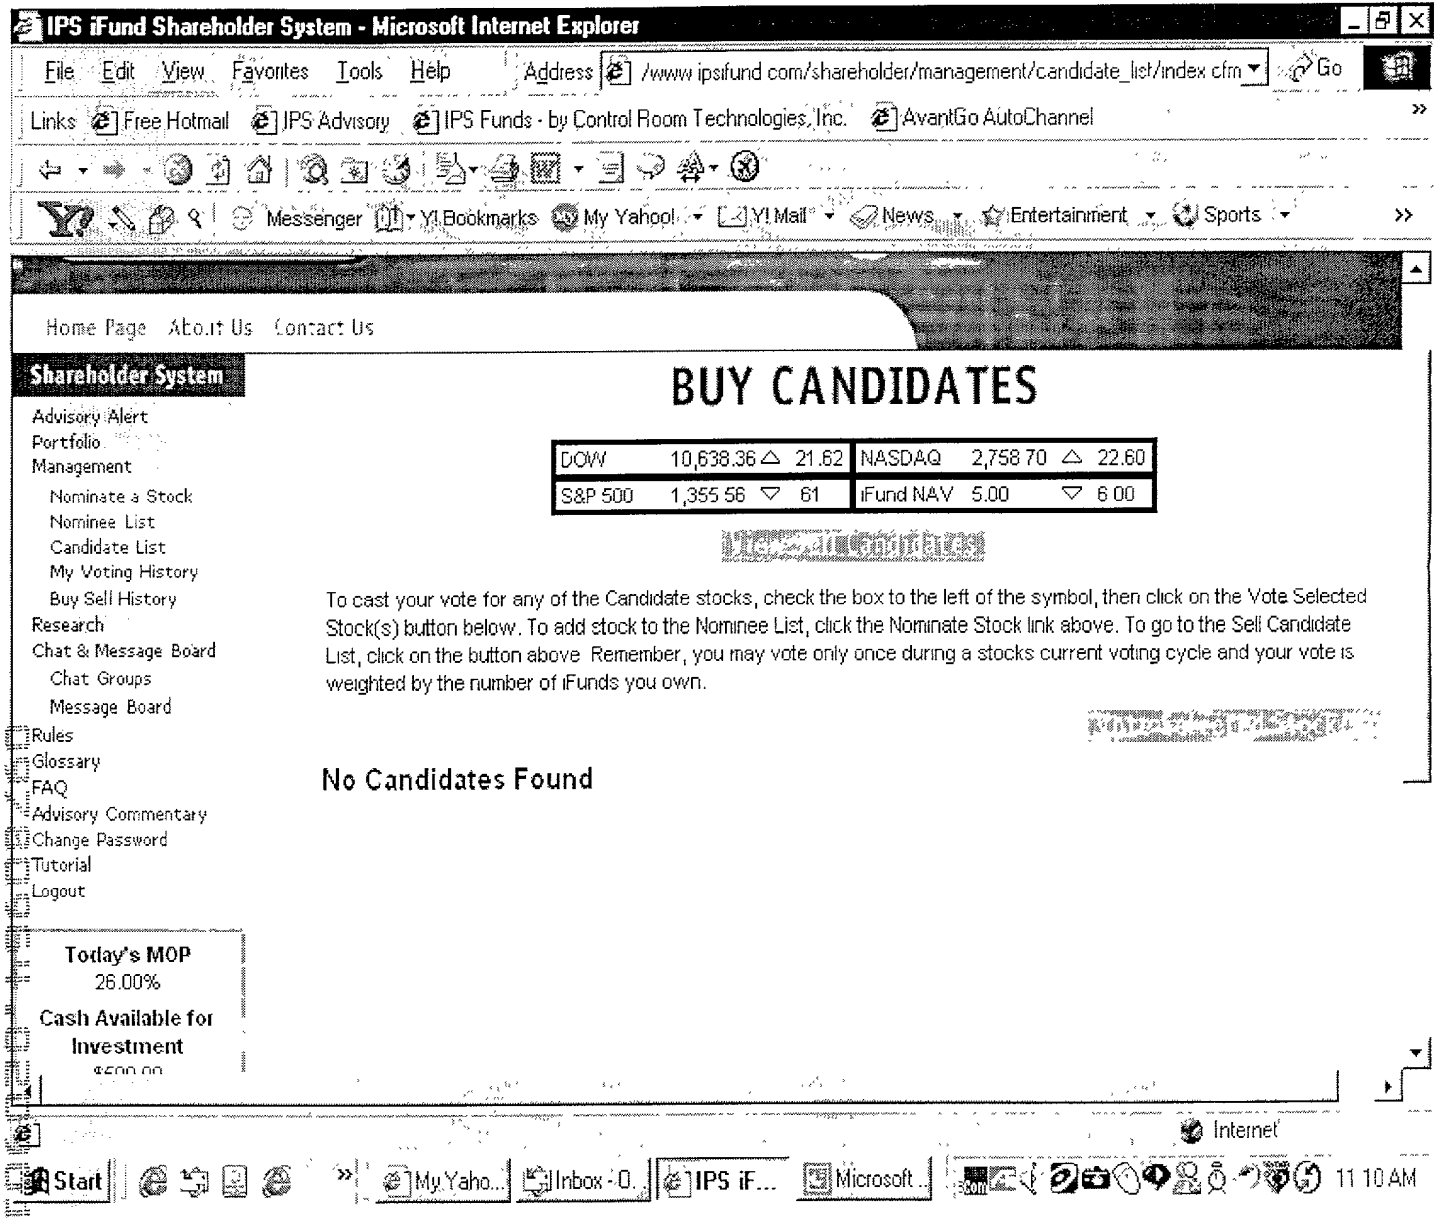 IPS iFund Shareholder System - Microsoft Internet Explorer
File Edit View Favorites Tools Help Address /www ipsifund com/shareholder/management/candidate_list/index cfm Go
Links Free Hotmail IPS Advisory IPS Funds - by Control Room Technologies, Inc. AvantGo AutoChannel »
Y? Messenger Y! Bookmarks My Yahoo! Y! Mail News Entertainment Sports »
Home Page About Us Contact Us
Shareholder System
BUY CANDIDATES
Advisory Alert
Portfolio
Management
Nominate a Stock
Nominee List
Candidate List
My Voting History
Buy Sell History
Research
Chat & Message Board
Chat Groups
Message Board
Rules
Glossary
FAQ
Advisory Commentary
Change Password
Tutorial
Logout
Today's MOP
26.00%
Cash Available for
Investment
$500.00
DOW 10,638.36 △ 21.62 NASDAQ 2,758 70 △ 22.60
S&P 500 1,355 56 ▽ 61 iFund NAV 5.00 ▽ 6 00
View Sell Candidates
To cast your vote for any of the Candidate stocks, check the box to the left of the symbol, then click on the Vote Selected
Stock(s) button below. To add stock to the Nominee List, click the Nominate Stock link above. To go to the Sell Candidate
List, click on the button above Remember, you may vote only once during a stocks current voting cycle and your vote is
weighted by the number of iFunds you own.
No Candidates Found
Internet
Start » My Yaho... Inbox - O.. IPS iF... Microsoft .. 11 10 AM